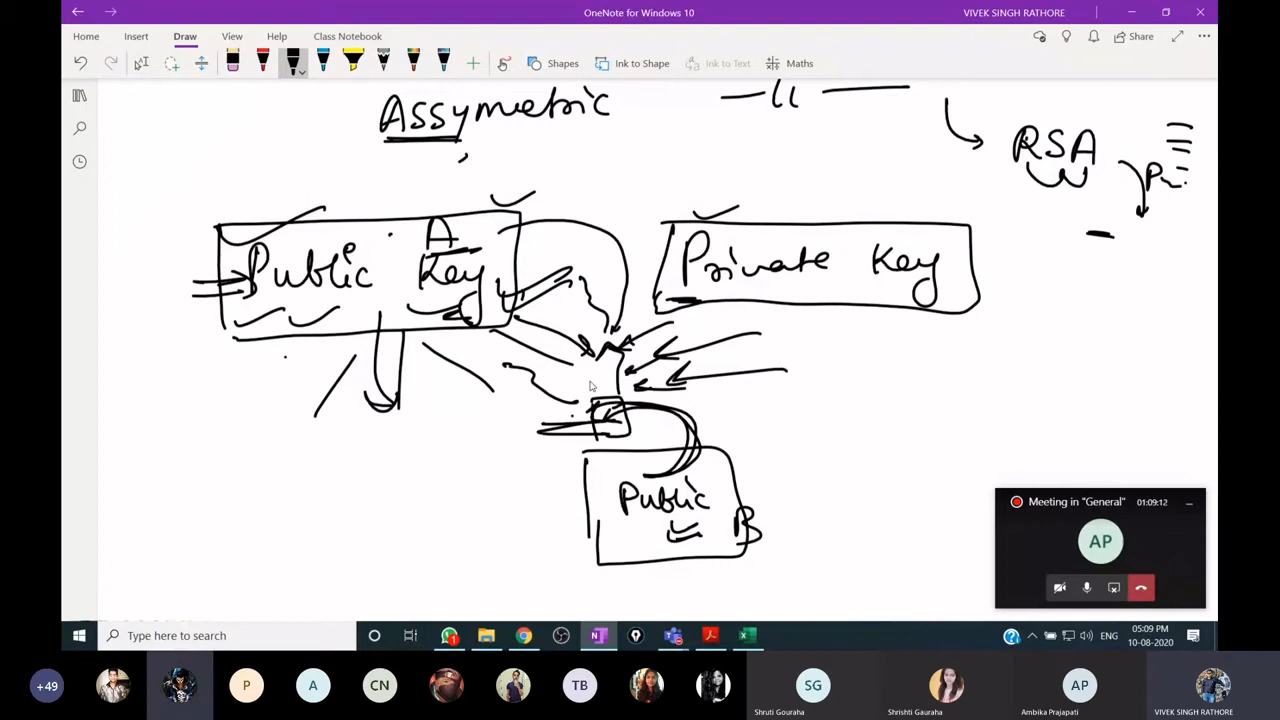 OneNote for Windows 10
VIVEK SINGH RATHORE
Home Insert Draw View Help Class Notebook
Share
Shapes
Ink to Shape
Ink to Text
Maths
Assymetric
RSA
Public Key
A
Private Key
Public
B
Meeting in "General" 01:09:12
AP
Type here to search
1
ENG
05:09 PM
10-08-2020
+49
P
A
CN
TB
SG
AP
Shruti Gouraha
Shrishti Gauraha
Ambika Prajapati
VIVEK SINGH RATHORE